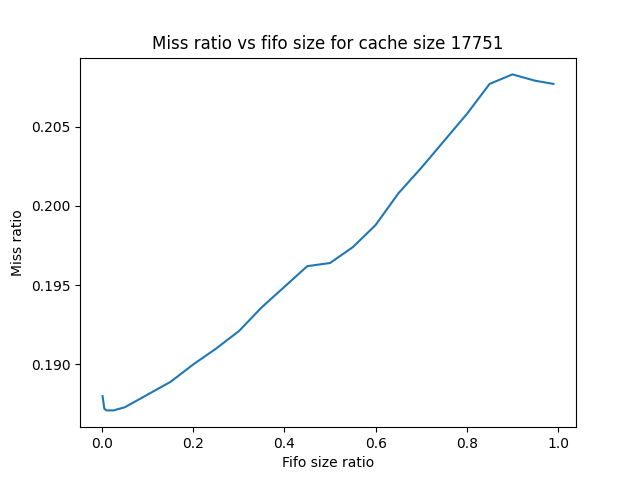 Miss ratio vs fifo size for cache size 17751
0.205
0.200
0.195
0.190
Miss ratio
0.0 0.2 0.4 0.6 0.8 1.0
Fifo size ratio